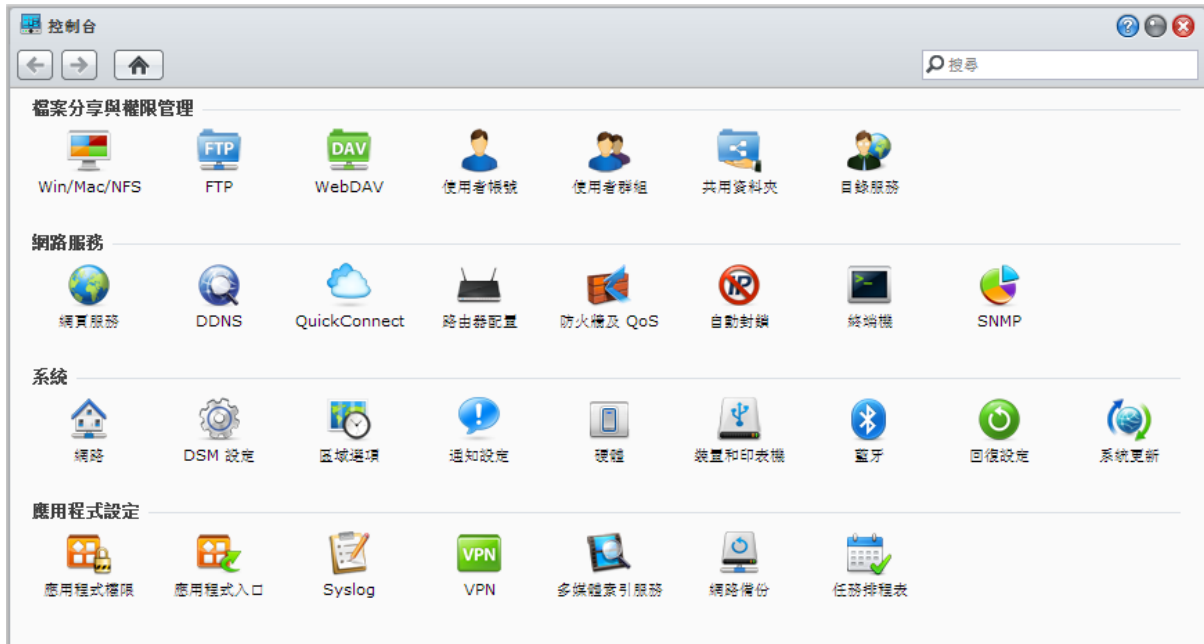 控制台
搜尋
檔案分享與權限管理
Win/Mac/NFS FTP WebDAV 使用者帳號 使用者群組 共用資料夾 目錄服務
FTP DAV
網路服務
網頁服務 DDNS QuickConnect 路由器配置 防火牆及 QoS 自動封鎖 終端機 SNMP
IP
系統
網路 DSM 設定 區域選項 通知設定 硬體 裝置和印表機 藍牙 回復設定 系統更新
應用程式設定
VPN
應用程式權限 應用程式入口 Syslog VPN 多媒體索引服務 網路備份 任務排程表